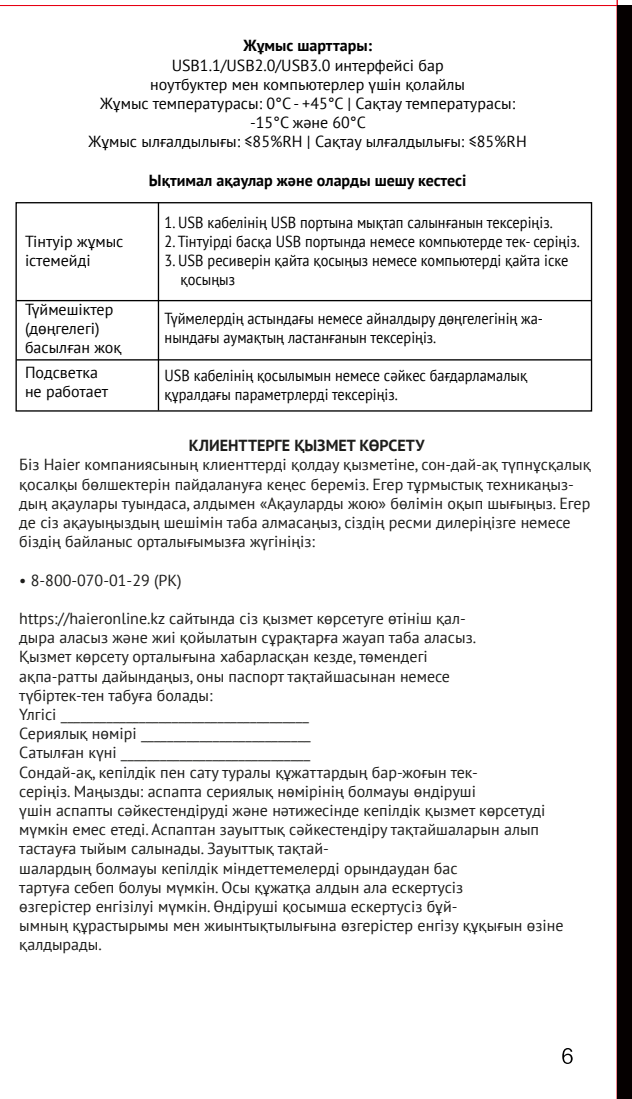 Жұмыс шарттары:
USB1.1/USB2.0/USB3.0 интерфейсі бар
ноутбуктер мен компьютерлер үшін қолайлы
Жұмыс температурасы: 0°C - +45°C | Сақтау температурасы:
-15°C және 60°C
Жұмыс ылғалдылығы: ≤85%RH | Сақтау ылғалдылығы: ≤85%RH
Ықтимал ақаулар және оларды шешу кестесі
Тінтуір жұмыс
істемейді
1. USB кабелінің USB портына мықтап салынғанын тексеріңіз.
2. Тінтуірді басқа USB портында немесе компьютерде тек- серіңіз.
3. USB ресиверін қайта қосыңыз немесе компьютерді қайта іске
қосыңыз
Түймешіктер
(дөңгелегі)
басылған жоқ
Түймелердің астындағы немесе айналдыру дөңгелегінің жа-
нындағы аумақтың ластанғанын тексеріңіз.
Подсветка
не работает
USB кабелінің қосылымын немесе сәйкес бағдарламалық
құралдағы параметрлерді тексеріңіз.
КЛИЕНТТЕРГЕ ҚЫЗМЕТ КӨРСЕТУ
Біз Haier компаниясының клиенттерді қолдау қызметіне, сон-дай-ақ түпнұсқалық
қосалқы бөлшектерін пайдалануға кеңес береміз. Егер тұрмыстық техникаңыз-
дың ақаулары туындаса, алдымен «Ақауларды жою» бөлімін оқып шығыңыз. Егер
де сіз ақауыңыздың шешімін таба алмасаңыз, сіздің ресми дилеріңізге немесе
біздің байланыс орталығымызға жүгініңіз:
• 8-800-070-01-29 (РК)
https://haieronline.kz сайтында сіз қызмет көрсетуге өтініш қал-
дыра аласыз және жиі қойылатын сұрақтарға жауап таба аласыз.
Қызмет көрсету орталығына хабарласқан кезде, төмендегі
ақпа-ратты дайындаңыз, оны паспорт тақтайшасынан немесе
түбіртек-тен табуға болады:
Үлгісі ______________________________
Сериялық нөмірі ____________________
Сатылған күні ______________________
Сондай-ақ, кепілдік пен сату туралы құжаттардың бар-жоғын тек-
серіңіз. Маңызды: аспапта сериялық нөмірінің болмауы өндіруші
үшін аспапты сәйкестендіруді және нәтижесінде кепілдік қызмет көрсетуді
мүмкін емес етеді. Аспаптан зауыттық сәйкестендіру тақтайшаларын алып
тастауға тыйым салынады. Зауыттық тақтай-
шалардың болмауы кепілдік міндеттемелерді орындаудан бас
тартуға себеп болуы мүмкін. Осы құжатқа алдын ала ескертусіз
өзгерістер енгізілуі мүмкін. Өндіруші қосымша ескертусіз бұй-
ымның құрастырымы мен жиынтықтылығына өзгерістер енгізу құқығын өзіне
қалдырады.
6